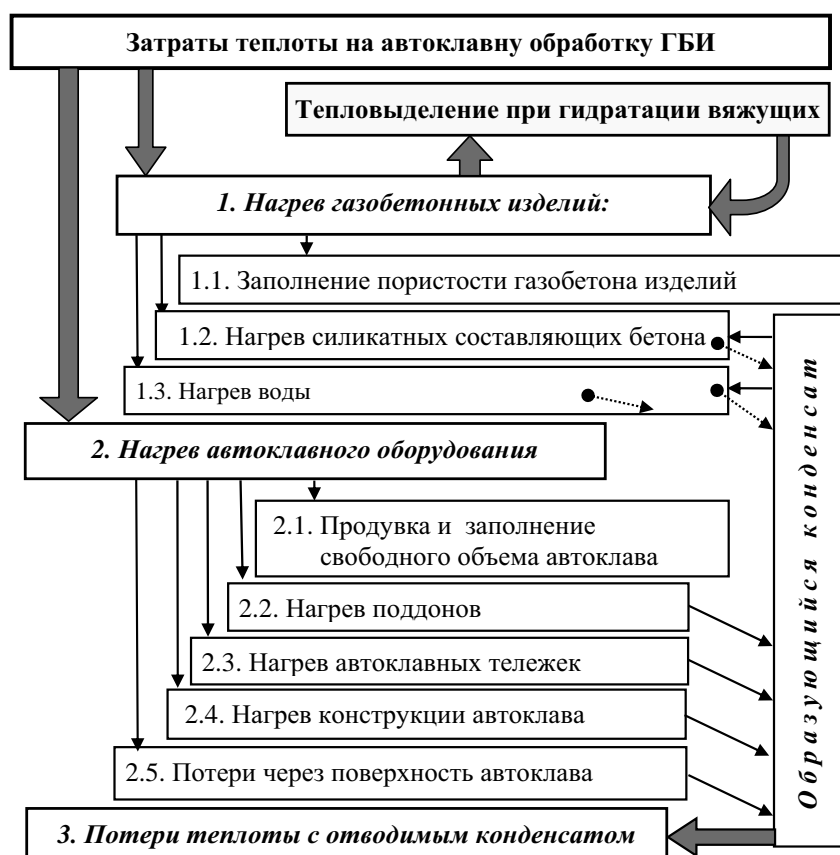 Затраты теплоты на автоклавну обработку ГБИ
Тепловыделение при гидратации вяжущих
1. Нагрев газобетонных изделий:
1.1. Заполнение пористости газобетона изделий
1.2. Нагрев силикатных составляющих бетона
1.3. Нагрев воды
2. Нагрев автоклавного оборудования
2.1. Продувка и заполнение
свободного объема автоклава
2.2. Нагрев поддонов
2.3. Нагрев автоклавных тележек
2.4. Нагрев конструкции автоклава
2.5. Потери через поверхность автоклава
3. Потери теплоты с отводимым конденсатом
Образующийся конденсат